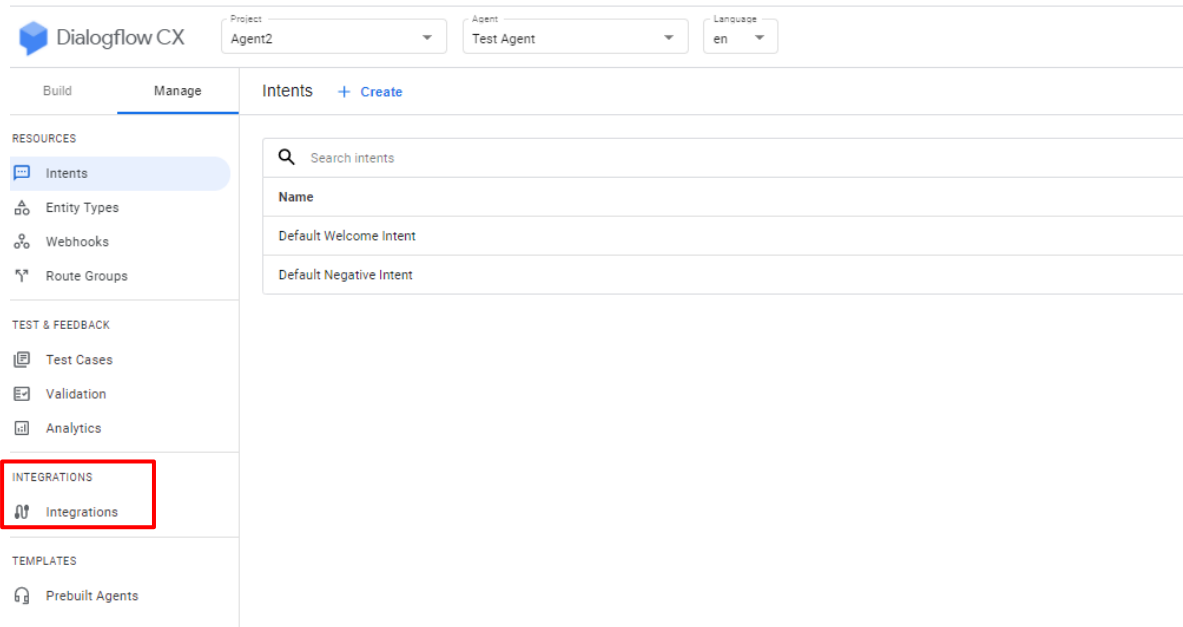 Dialogflow CX
Project
Agent2
Agent
Test Agent
Language
en
Build
Manage
Intents
Create
RESOURCES
Intents
Entity Types
Webhooks
Route Groups
TEST & FEEDBACK
Test Cases
Validation
Analytics
INTEGRATIONS
Integrations
TEMPLATES
Prebuilt Agents
Search intents
Name
Default Welcome Intent
Default Negative Intent